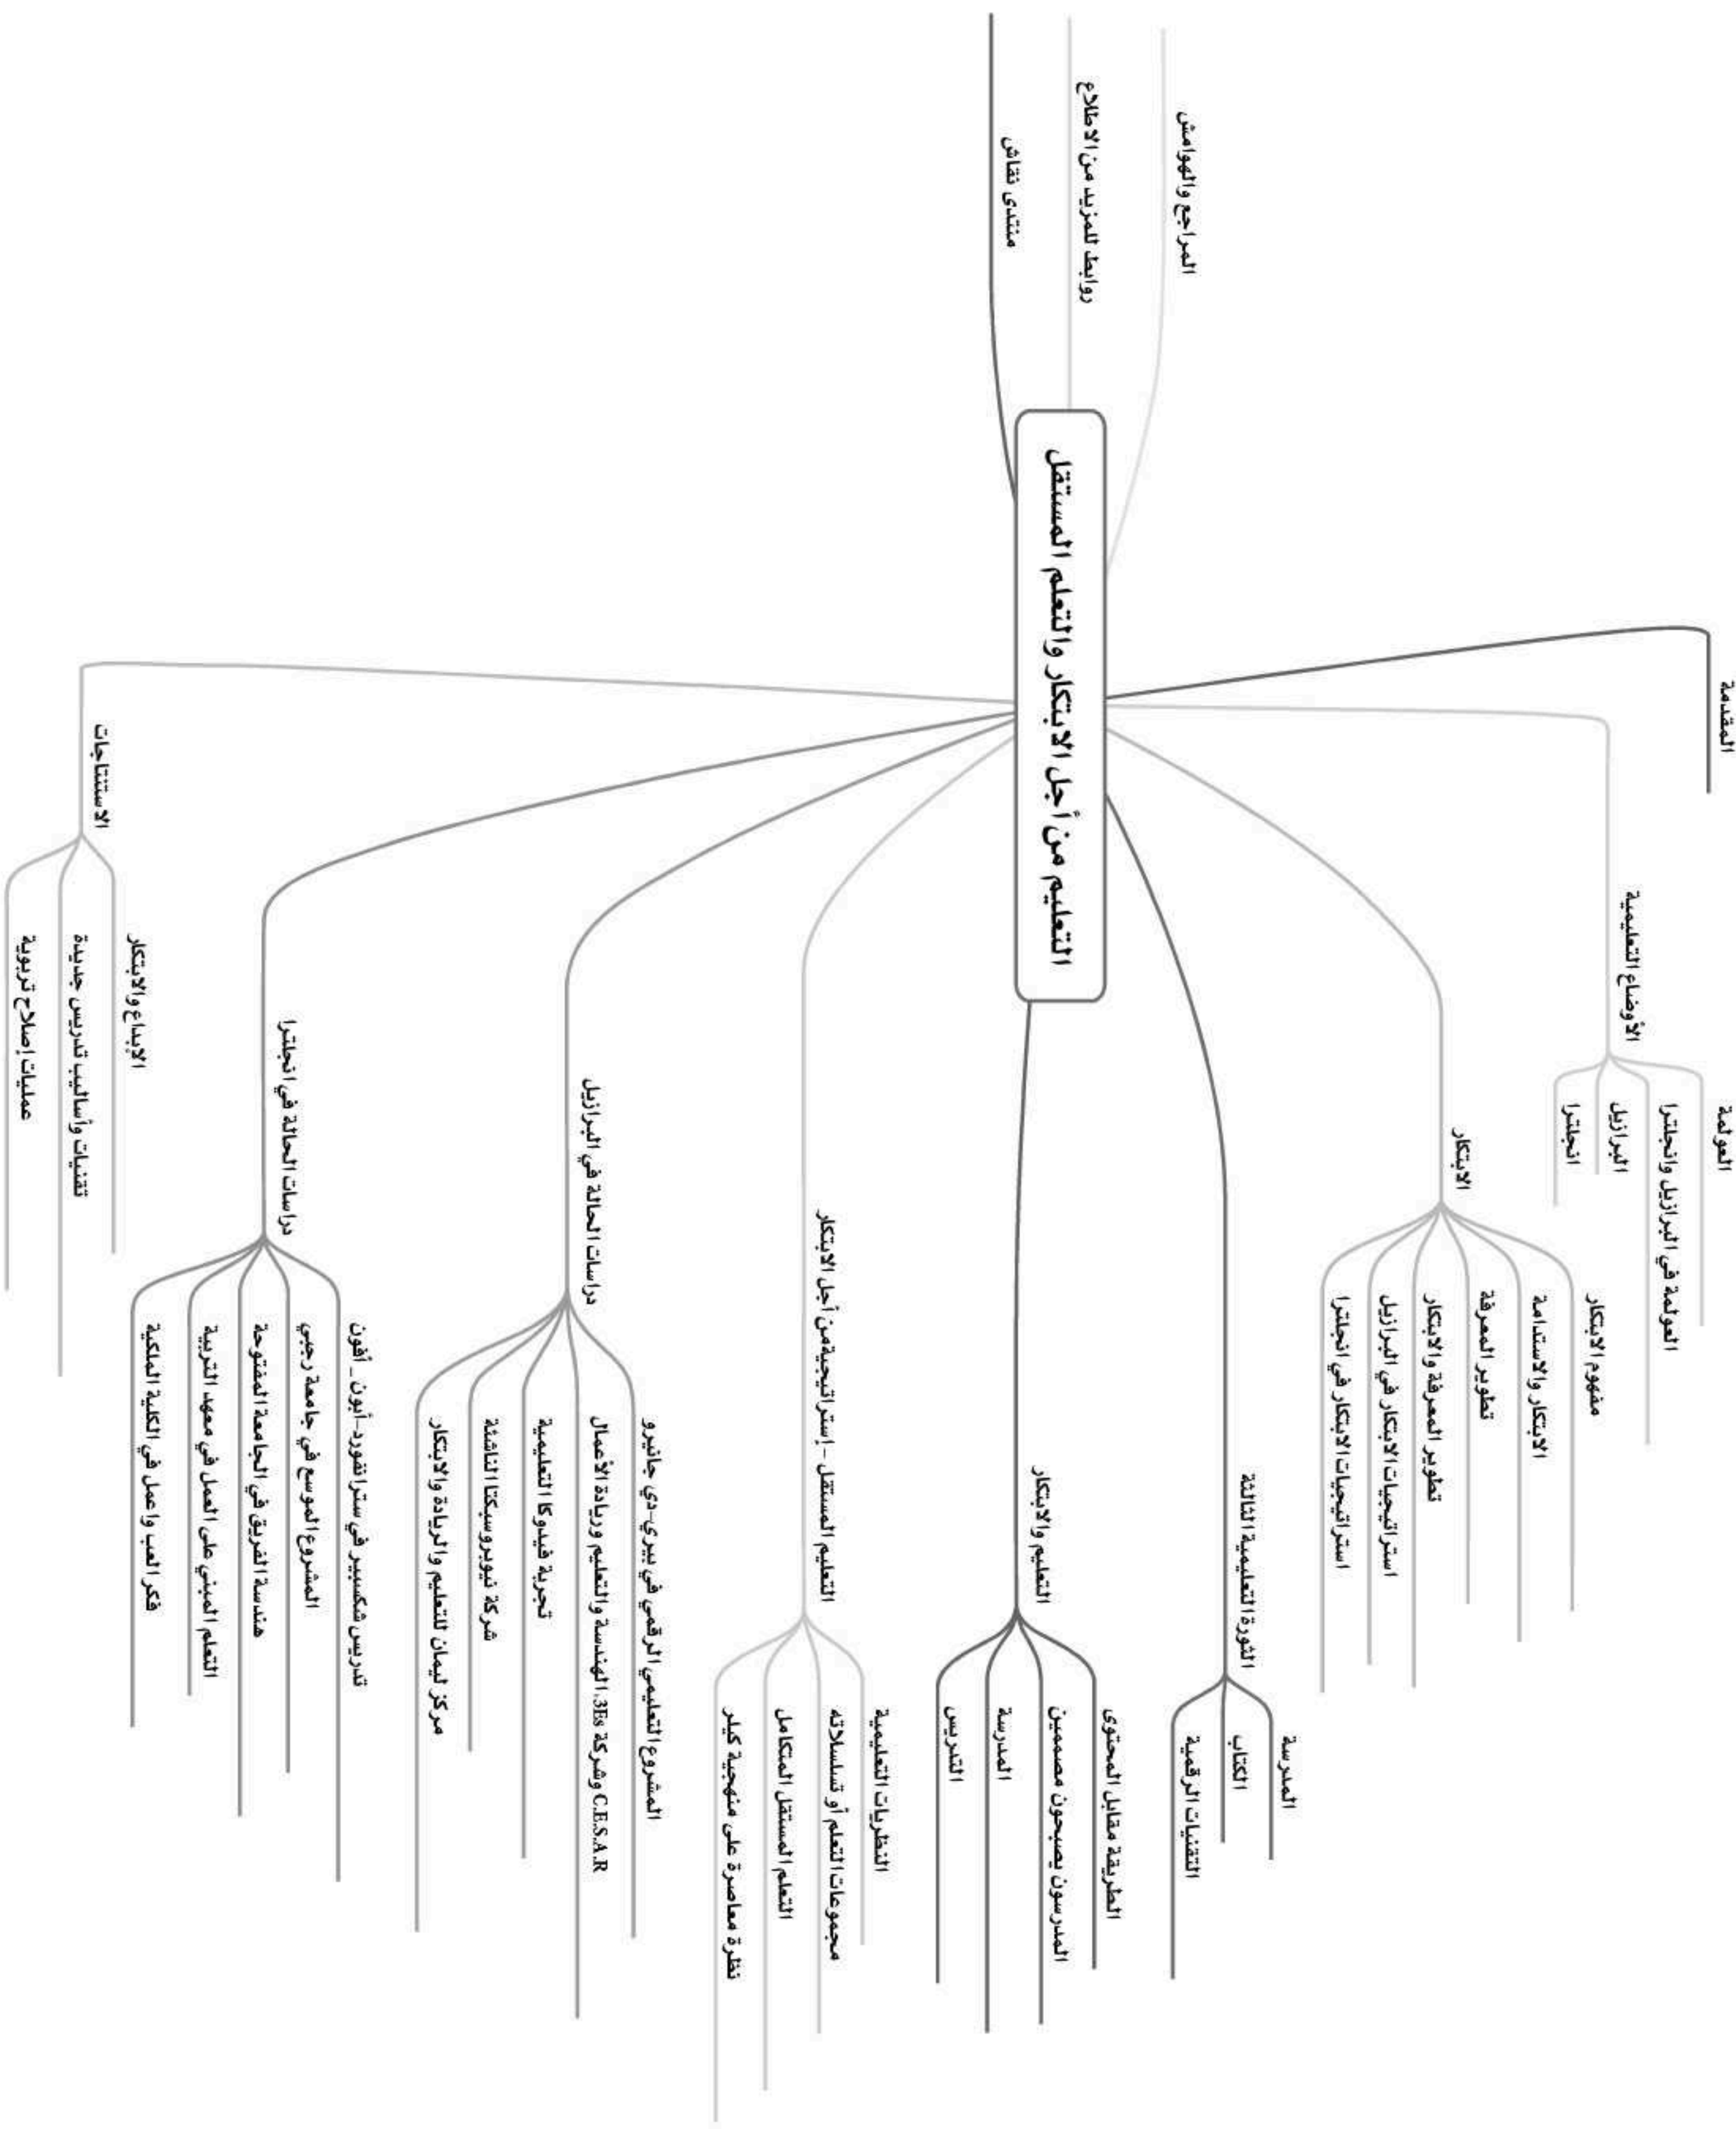 المراجع والهوامش
روابط للمزيد من الاطلاع
منتدى نقاش
التعليم من أجل الابتكار والتعلم المستقل
المقدمة
الأوضاع التعليمية
العولمة
العولمة في البرازيل وانجلترا
البرازيل
انجلترا
الابتكار
مفهوم الابتكار
الابتكار والاستدامة
تطوير المعرفة
تطوير المعرفة والابتكار
استراتيجيات الابتكار في البرازيل
استراتيجيات الابتكار في انجلترا
الثورة التعليمية الثالثة
المدرسة
الكتاب
التقنيات الرقمية
التعليم والابتكار
الطريقة مقابل المحتوى
المدرسون يصبحون مصممين
المدرسة
التدريس
التعليم المستقل - إستراتيجية من أجل الابتكار
النظريات التعليمية
مجموعات التعلم أو تسلسلاته
التعلم المستقل المتكامل
نظرة معاصرة على منهجية كيلر
دراسات الحالة في البرازيل
المشروع التعليمي الرقمي في بيري-دي جانيرو
C.E.S.A.R وشركة 3Es، الهندسة والتعليم وريادة الأعمال
تجربة فيدوكا التعليمية
شركة نيوبروسبكتا الناشئة
مركز ليمان للتعليم والريادة والابتكار
دراسات الحالة في انجلترا
تدريس شكسبير في سترانفورد-أبون _ أفون
المشروع الموسع في جامعة رجبي
هندسة الفريق في الجامعة المفتوحة
التعلم المبني على العمل في معهد التربية
فكر العب واعمل في الكلية الملكية
الاستنتاجات
الإبداع والابتكار
تقنيات وأساليب تدريس جديدة
عمليات إصلاح تربوية